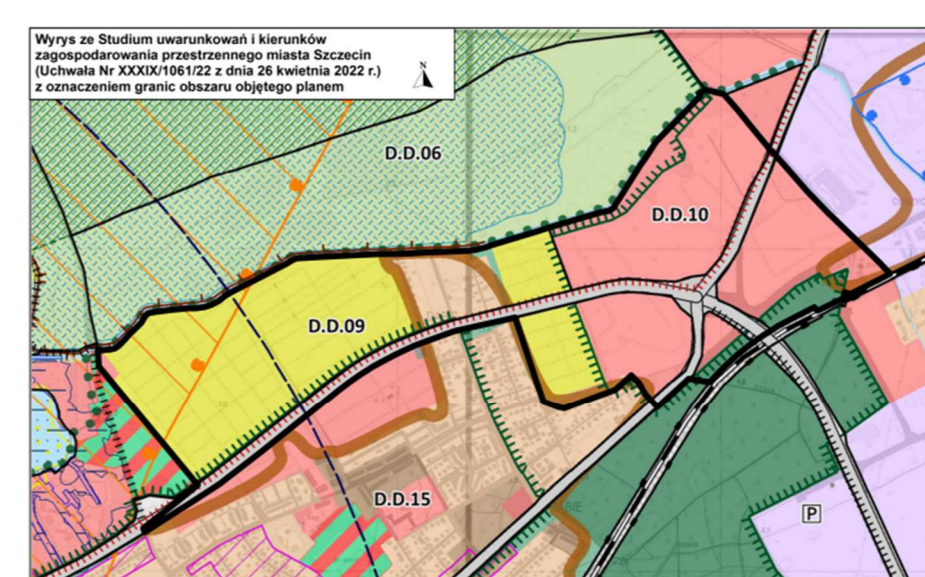 Wyrys ze Studium uwarunkowań i kierunków
zagospodarowania przestrzennego miasta Szczecin
(Uchwała Nr XXXIX/1061/22 z dnia 26 kwietnia 2022 r.)
z oznaczeniem granic obszaru objętego planem
N
D.D.06
D.D.10
D.D.09
D.D.15
P